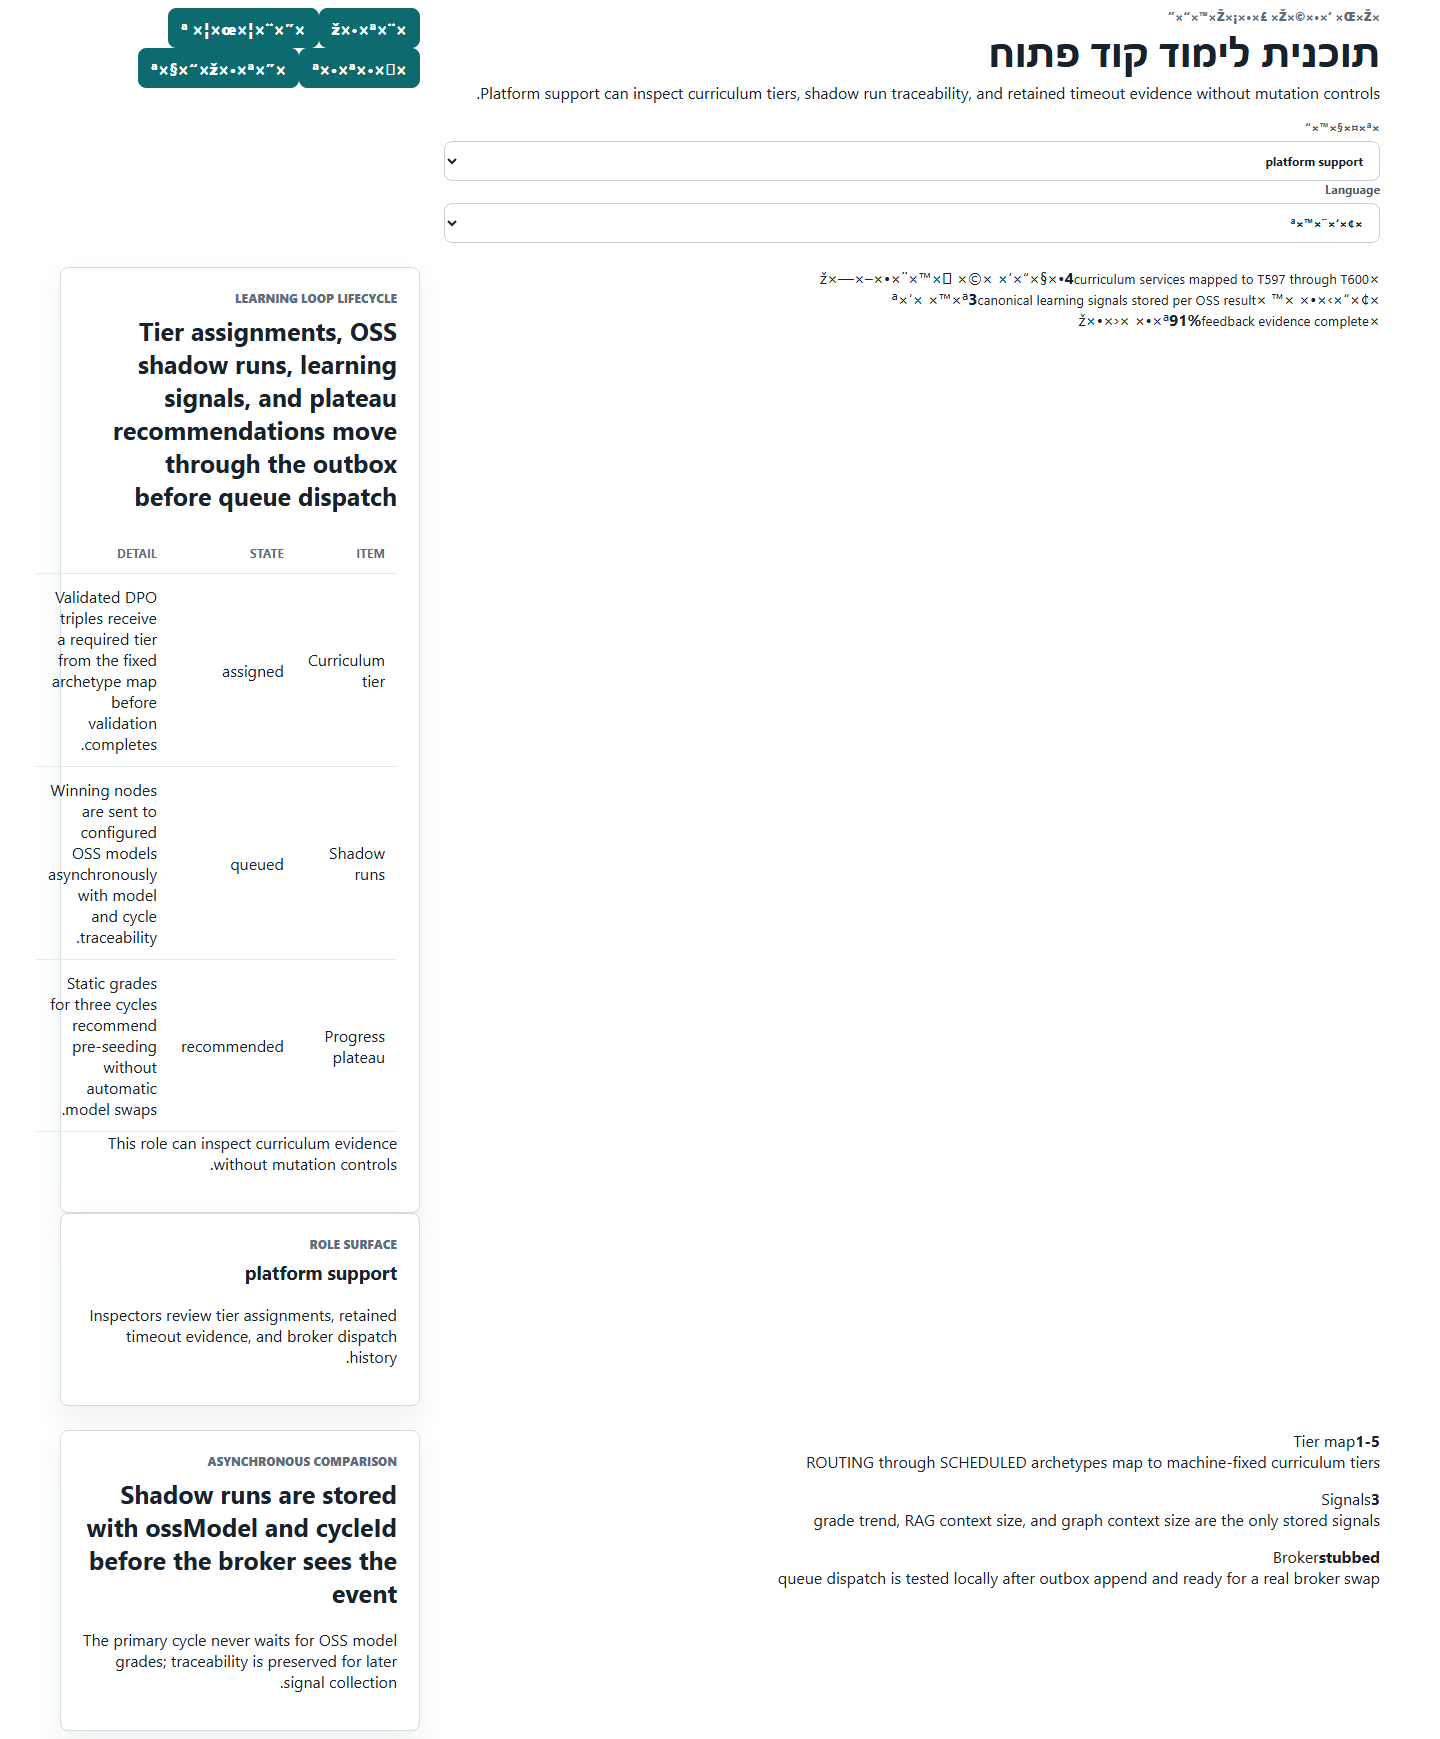 תוכנית לימוד קוד פתוח
Platform support can inspect curriculum tiers, shadow run traceability, and retained timeout evidence without mutation controls.
platform support
Language
4curriculum services mapped to T597 through T600
3canonical learning signals stored per OSS result
91%feedback evidence complete
LEARNING LOOP LIFECYCLE
Tier assignments, OSS
shadow runs, learning
signals, and plateau
recommendations move
through the outbox
before queue dispatch
ITEM STATE DETAIL
Curriculum
tier
assigned
Validated DPO
triples receive
a required tier
from the fixed
archetype map
before
validation
completes.
Shadow
runs
queued
Winning nodes
are sent to
configured
OSS models
asynchronously
with model
and cycle
traceability.
Progress
plateau
recommended
Static grades
for three cycles
recommend
pre-seeding
without
automatic
model swaps.
This role can inspect curriculum evidence
without mutation controls.
ROLE SURFACE
platform support
Inspectors review tier assignments, retained
timeout evidence, and broker dispatch
history.
Tier map1-5
ROUTING through SCHEDULED archetypes map to machine-fixed curriculum tiers
Signals3
grade trend, RAG context size, and graph context size are the only stored signals
Brokerstubbed
queue dispatch is tested locally after outbox append and ready for a real broker swap
ASYNCHRONOUS COMPARISON
Shadow runs are stored
with ossModel and cycleId
before the broker sees the
event
The primary cycle never waits for OSS model
grades; traceability is preserved for later
signal collection.